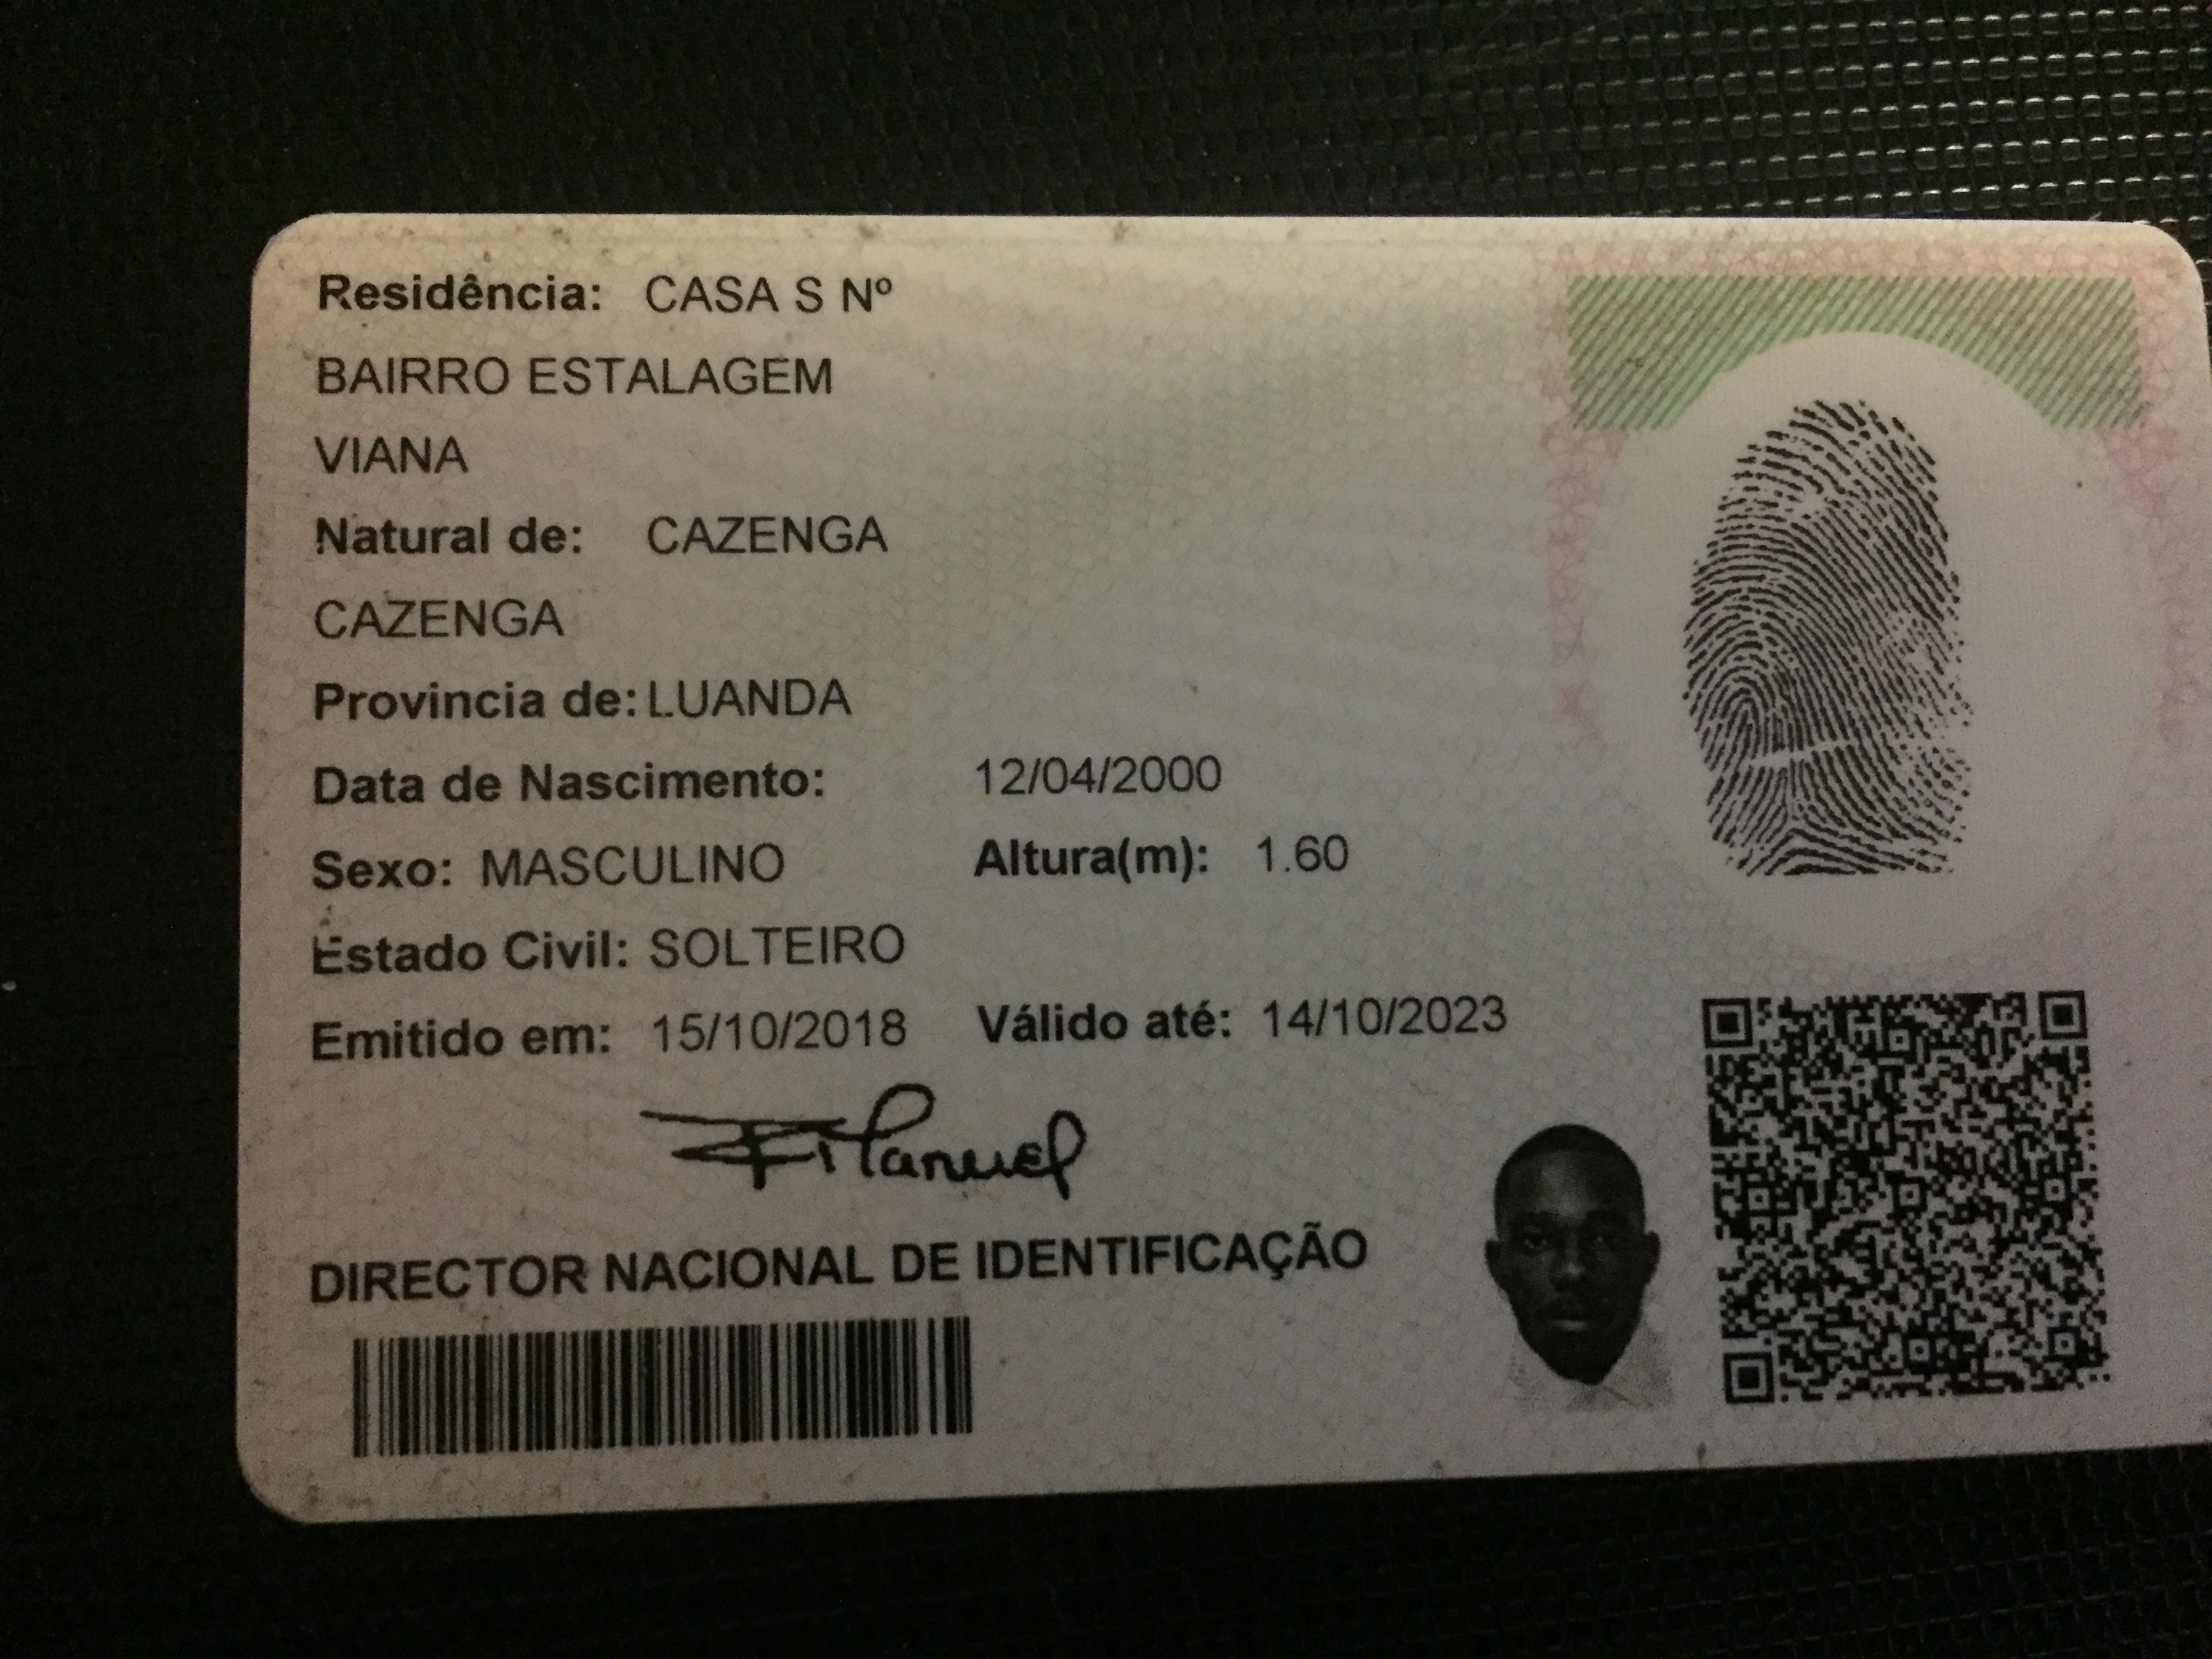 Residência: CASA S Nº
BAIRRO ESTALAGEM
VIANA
Natural de: CAZENGA
CAZENGA
Provincia de: LUANDA
Data de Nascimento: 12/04/2000
Sexo: MASCULINO Altura(m): 1.60
Estado Civil: SOLTEIRO
Emitido em: 15/10/2018 Válido até: 14/10/2023
DIRECTOR NACIONAL DE IDENTIFICAÇÃO